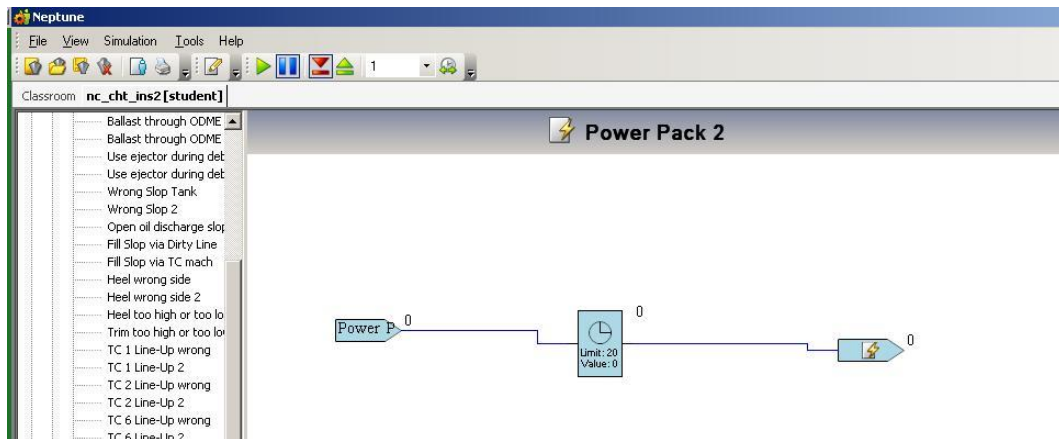 Neptune
File View Simulation Tools Help
1
Classroom nc_cht_ins2[student]
Ballast through ODME
Ballast through ODME
Use ejector during deb
Use ejector during deb
Wrong Slop Tank
Wrong Slop 2
Open oil discharge slop
Fill Slop via Dirty Line
Fill Slop via TC mach
Heel wrong side
Heel wrong side 2
Heel too high or too lo
Trim too high or too lo
TC 1 Line-Up wrong
TC 1 Line-Up 2
TC 2 Line-Up wrong
TC 2 Line-Up 2
TC 6 Line-Up wrong
TC 6 Line-Up 2
Power Pack 2
Power P 0
0
Limit: 20
Value: 0
0